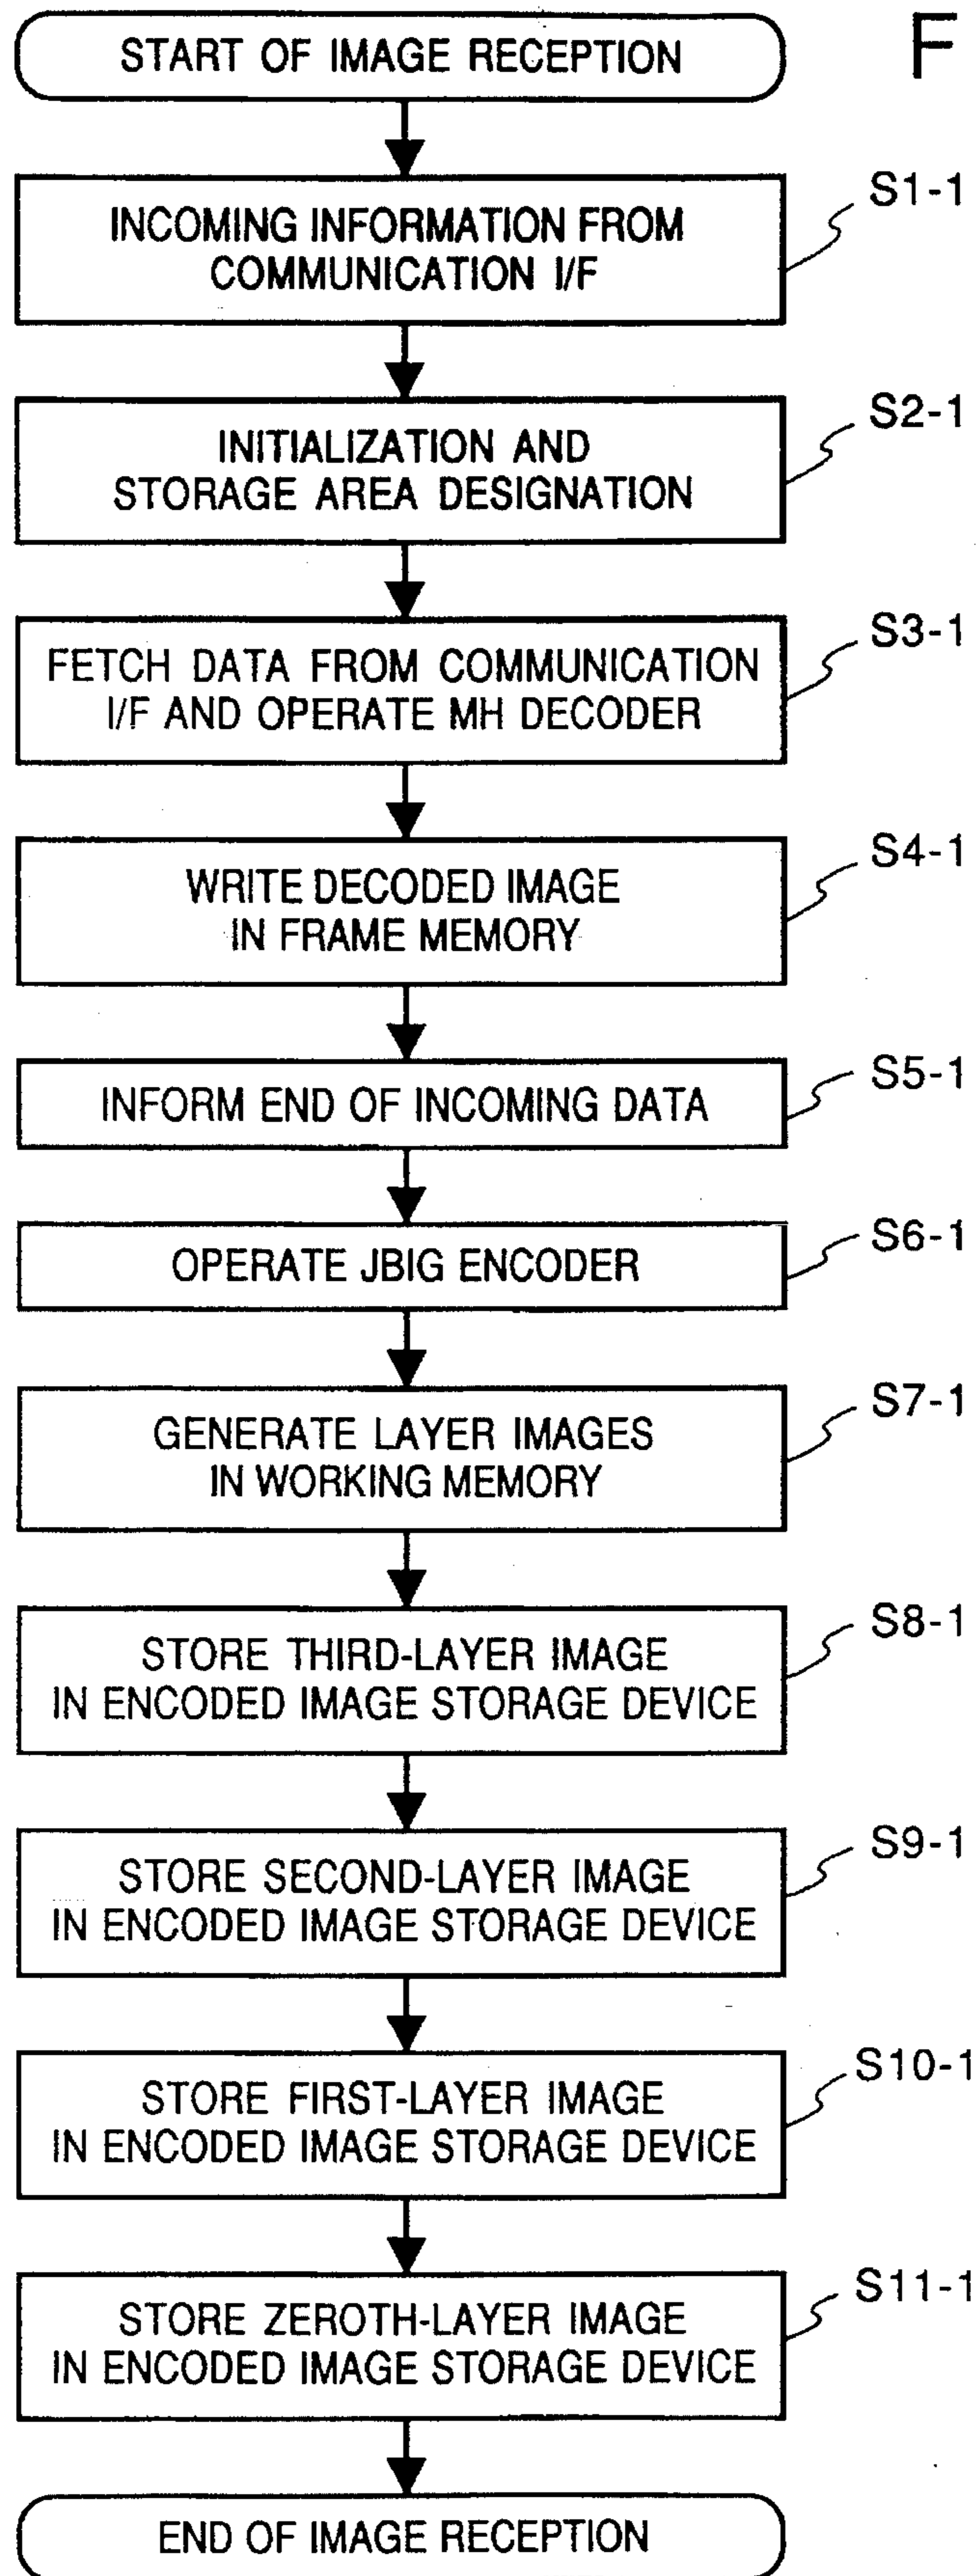 START OF IMAGE RECEPTION
F
S1-1
INCOMING INFORMATION FROM
COMMUNICATION I/F
S2-1
INITIALIZATION AND
STORAGE AREA DESIGNATION
S3-1
FETCH DATA FROM COMMUNICATION
I/F AND OPERATE MH DECODER
S4-1
WRITE DECODED IMAGE
IN FRAME MEMORY
S5-1
INFORM END OF INCOMING DATA
S6-1
OPERATE JBIG ENCODER
S7-1
GENERATE LAYER IMAGES
IN WORKING MEMORY
S8-1
STORE THIRD-LAYER IMAGE
IN ENCODED IMAGE STORAGE DEVICE
S9-1
STORE SECOND-LAYER IMAGE
IN ENCODED IMAGE STORAGE DEVICE
S10-1
STORE FIRST-LAYER IMAGE
IN ENCODED IMAGE STORAGE DEVICE
S11-1
STORE ZEROTH-LAYER IMAGE
IN ENCODED IMAGE STORAGE DEVICE
END OF IMAGE RECEPTION